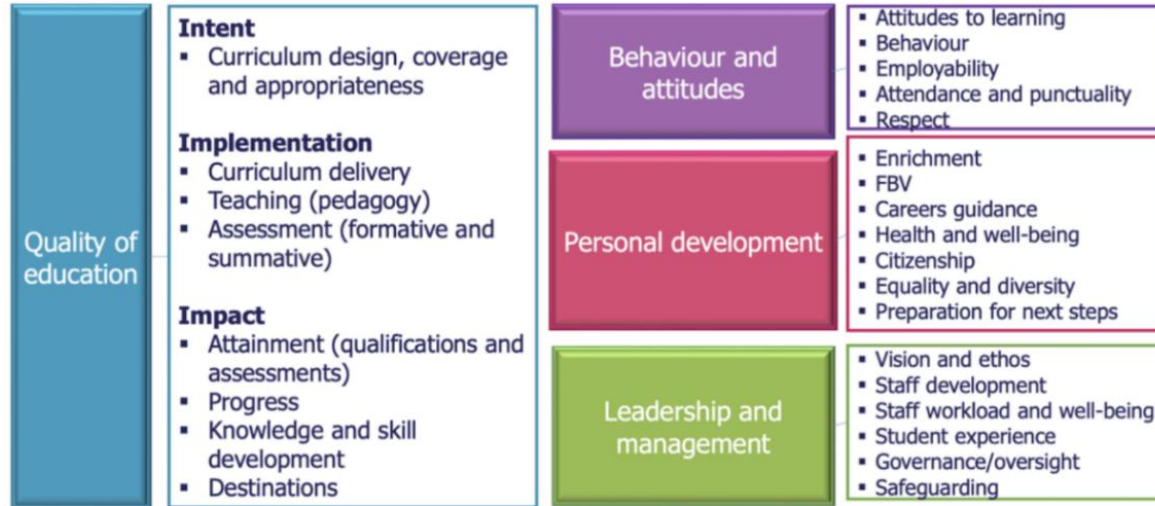 Quality of
education
Intent
▪ Curriculum design, coverage
and appropriateness
Implementation
▪ Curriculum delivery
▪ Teaching (pedagogy)
▪ Assessment (formative and
summative)
Impact
▪ Attainment (qualifications and
assessments)
▪ Progress
▪ Knowledge and skill
development
▪ Destinations
Behaviour and
attitudes
▪ Attitudes to learning
▪ Behaviour
▪ Employability
▪ Attendance and punctuality
▪ Respect
Personal development
▪ Enrichment
▪ FBV
▪ Careers guidance
▪ Health and well-being
▪ Citizenship
▪ Equality and diversity
▪ Preparation for next steps
Leadership and
management
▪ Vision and ethos
▪ Staff development
▪ Staff workload and well-being
▪ Student experience
▪ Governance/oversight
▪ Safeguarding